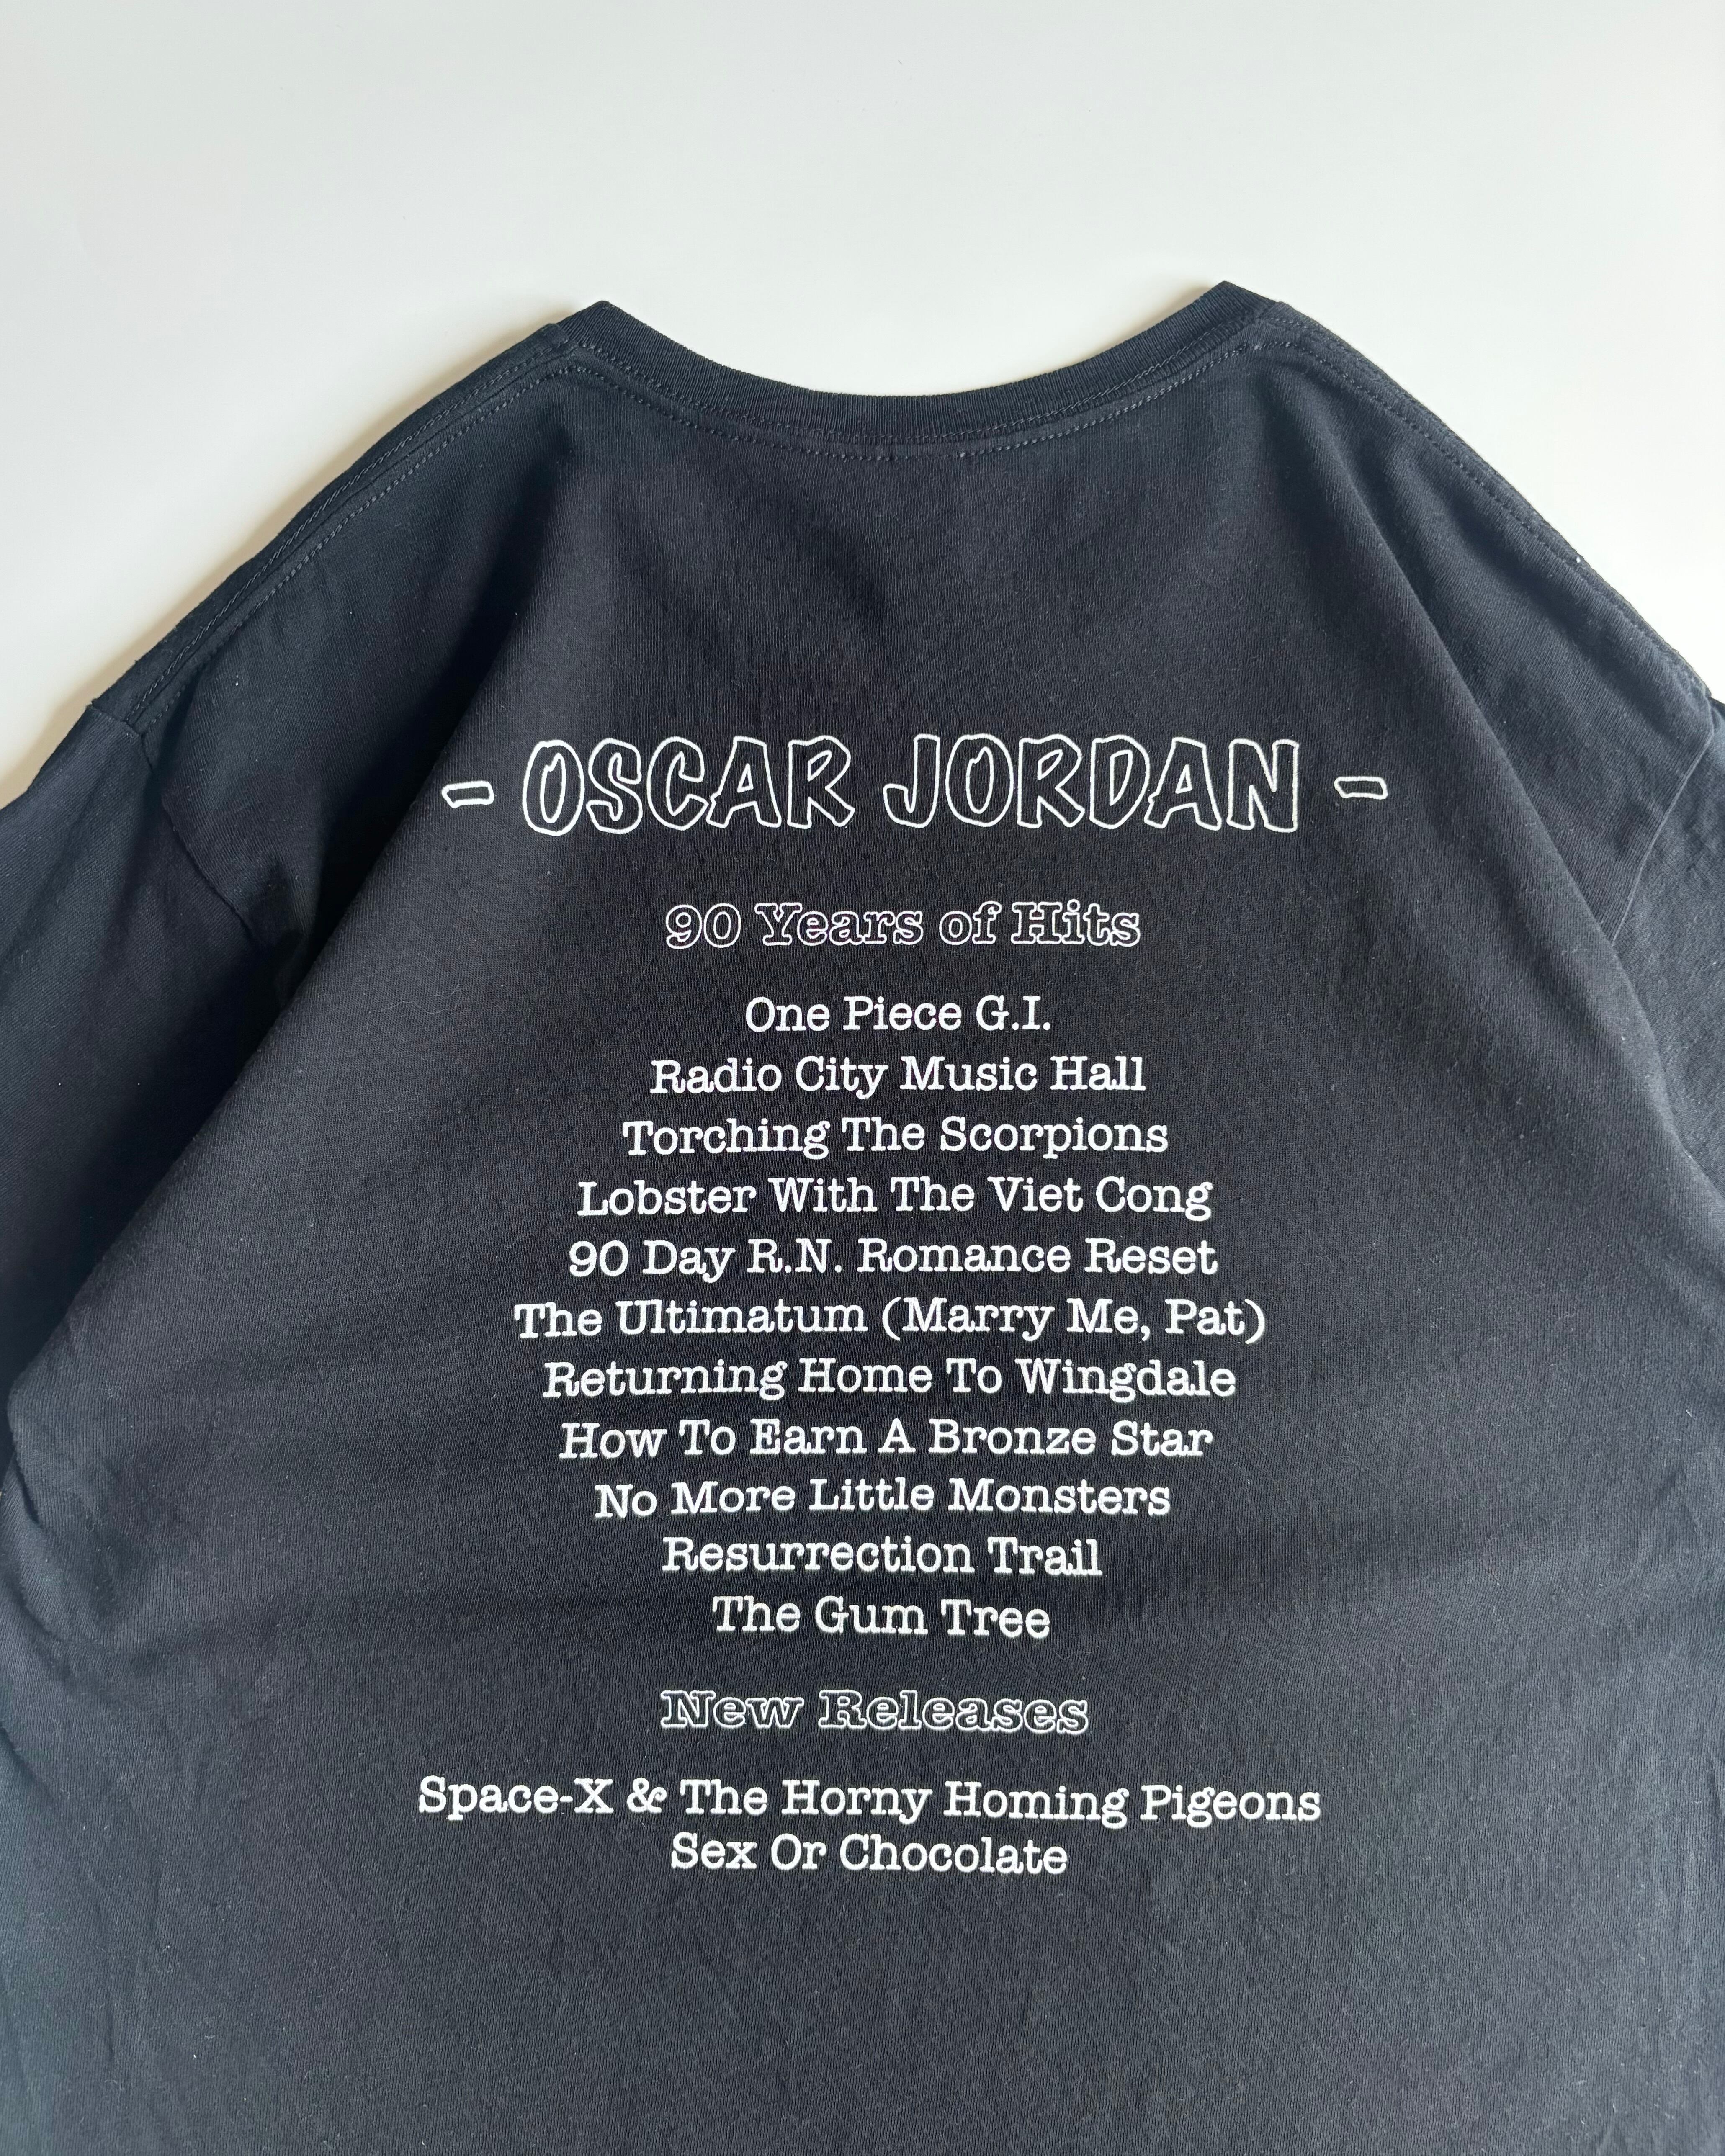 - OSCAR JORDAN -
90 Years of Hits
One Piece G.I.
Radio City Music Hall
Torching The Scorpions
Lobster With The Viet Cong
90 Day R.N. Romance Reset
The Ultimatum (Marry Me, Pat)
Returning Home To Wingdale
How To Earn A Bronze Star
No More Little Monsters
Resurrection Trail
The Gum Tree
New Releases
Space-X & The Horny Homing Pigeons
Sex Or Chocolate